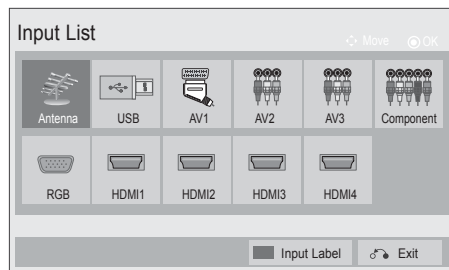 Input List
Move OK
Antenna USB AV1 AV2 AV3 Component
RGB HDMI1 HDMI2 HDMI3 HDMI4
Input Label Exit